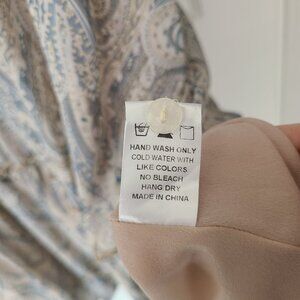 HAND WASH ONLY
COLD WATER WITH
LIKE COLORS
NO BLEACH
HANG DRY
MADE IN CHINA